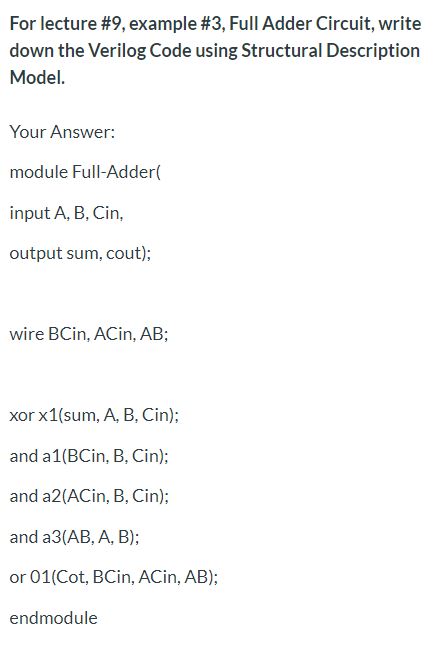 For lecture #9, example #3, Full Adder Circuit, write
down the Verilog Code using Structural Description
Model.
Your Answer:
module Full-Adder(
input A, B, Cin,
output sum, cout);
wire BCin, ACin, AB;
xor x1(sum, A, B, Cin);
and a1(BCin, B, Cin);
and a2(ACin, B, Cin);
and a3(AB, A, B);
or 01(Cot, BCin, ACin, AB);
endmodule